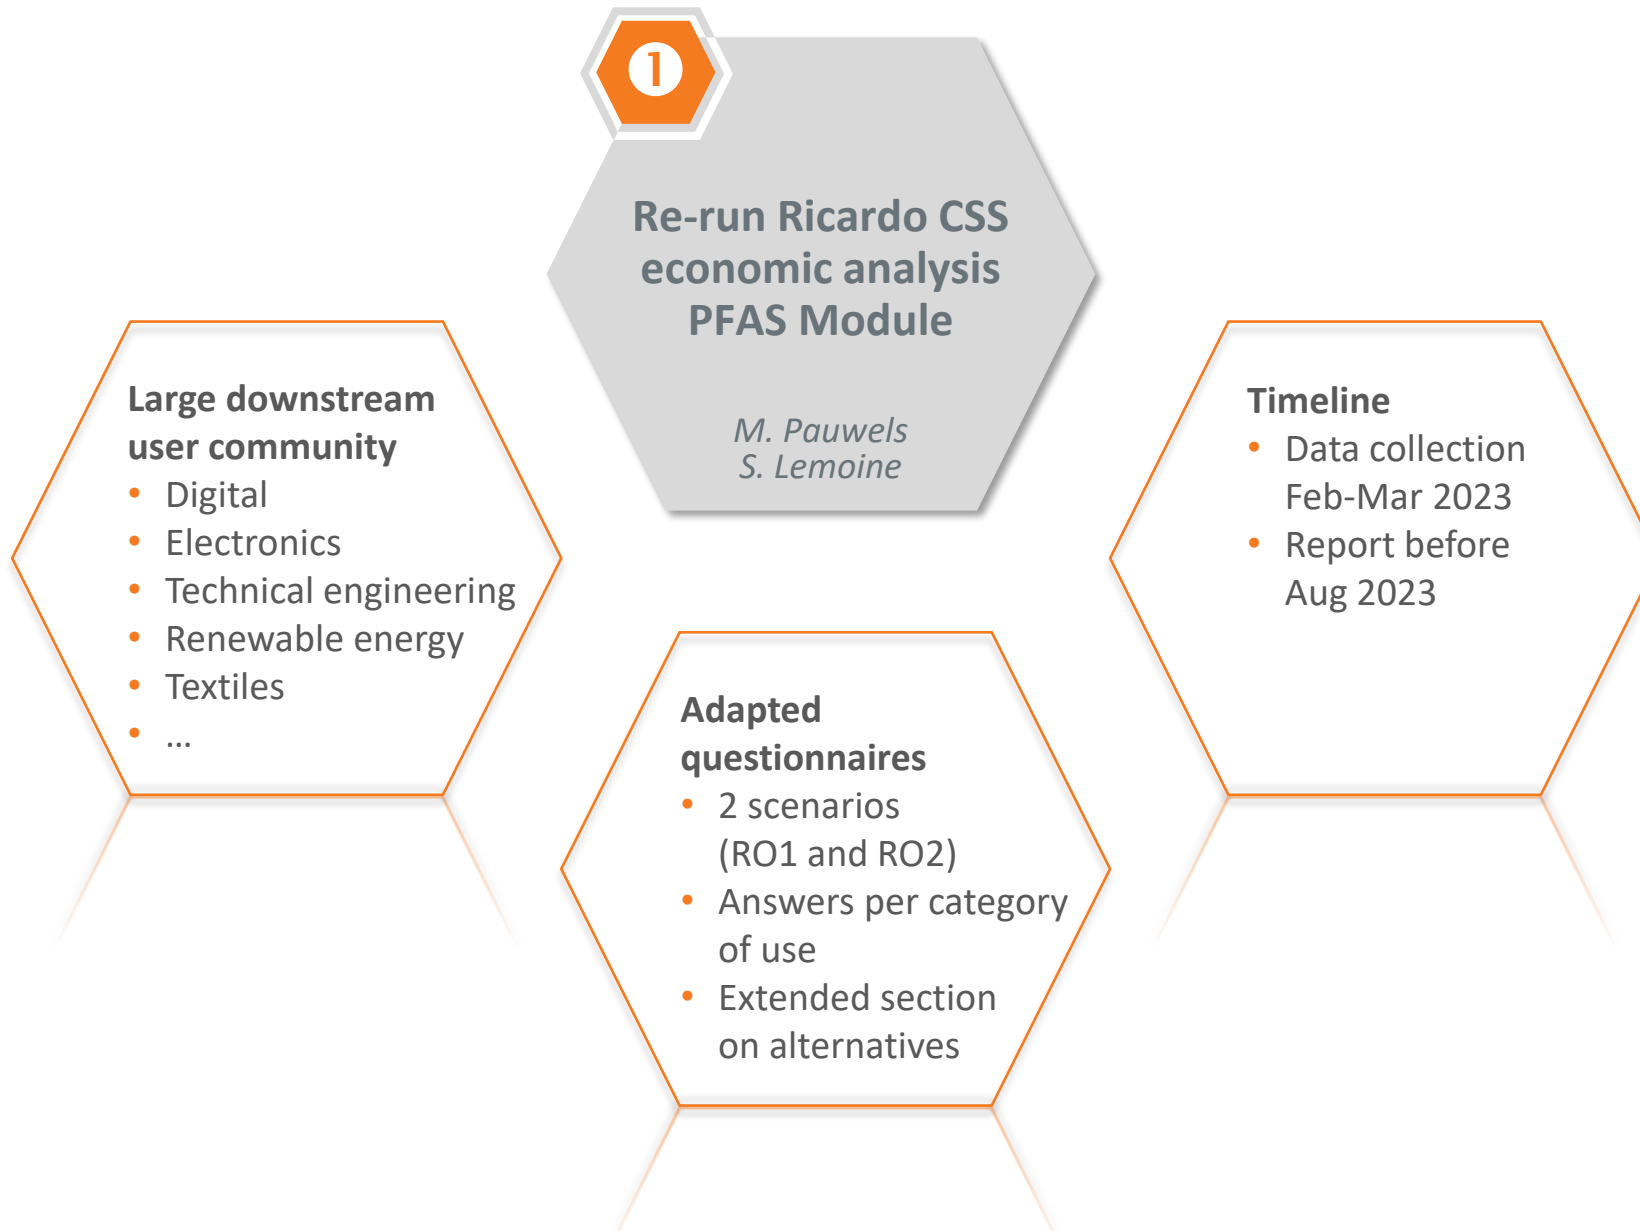 1
Re-run Ricardo CSS
economic analysis
PFAS Module
M. Pauwels
S. Lemoine
Large downstream
user community
• Digital
• Electronics
• Technical engineering
• Renewable energy
• Textiles
• ...
Adapted
questionnaires
• 2 scenarios
(RO1 and RO2)
• Answers per category
of use
• Extended section
on alternatives
Timeline
• Data collection
Feb-Mar 2023
• Report before
Aug 2023